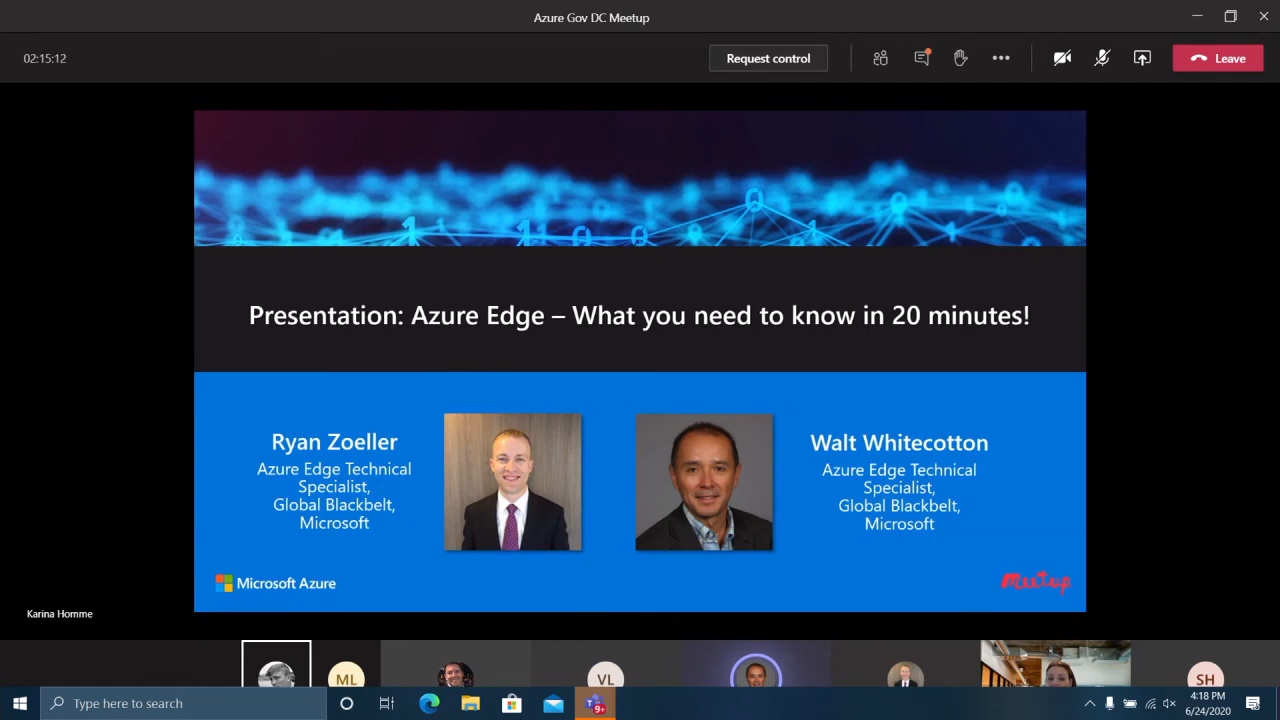 Azure Gov DC Meetup
02:15:12
Request control
Leave
Presentation: Azure Edge – What you need to know in 20 minutes!
Ryan Zoeller
Azure Edge Technical
Specialist,
Global Blackbelt,
Microsoft
Walt Whitecotton
Azure Edge Technical
Specialist,
Global Blackbelt,
Microsoft
Microsoft Azure
Meetup
Karina Homme
ML
VL
SH
Type here to search
9+
4:18 PM
6/24/2020